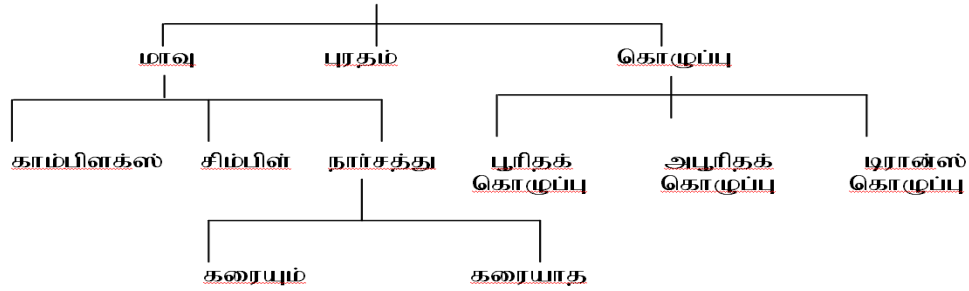 மாவு புரதம் கொழுப்பு
காம்பிளக்ஸ் சிம்பிள் நார்சத்து பூரிதக் அபூரிதக் டிரான்ஸ்
கொழுப்பு கொழுப்பு கொழுப்பு
கரையும் கரையாத